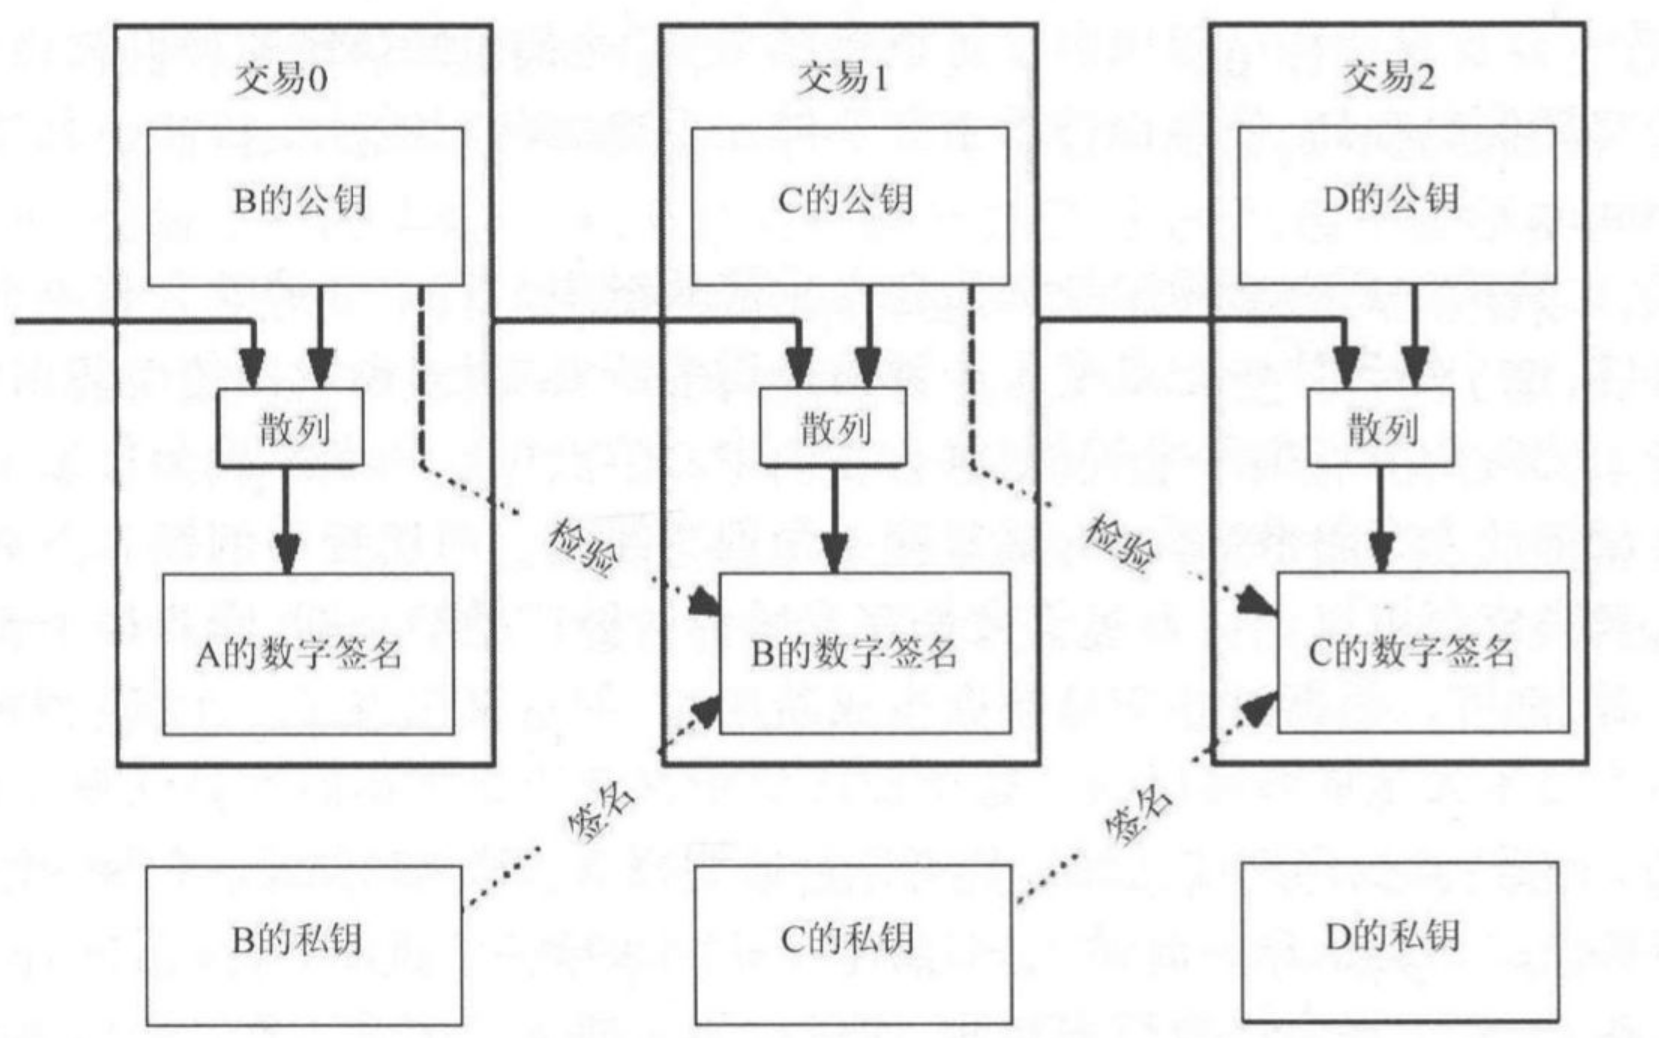 交易0
交易1
交易2
B的公钥
C的公钥
D的公钥
散列
散列
散列
检验
检验
A的数字签名
B的数字签名
C的数字签名
签名
签名
B的私钥
C的私钥
D的私钥